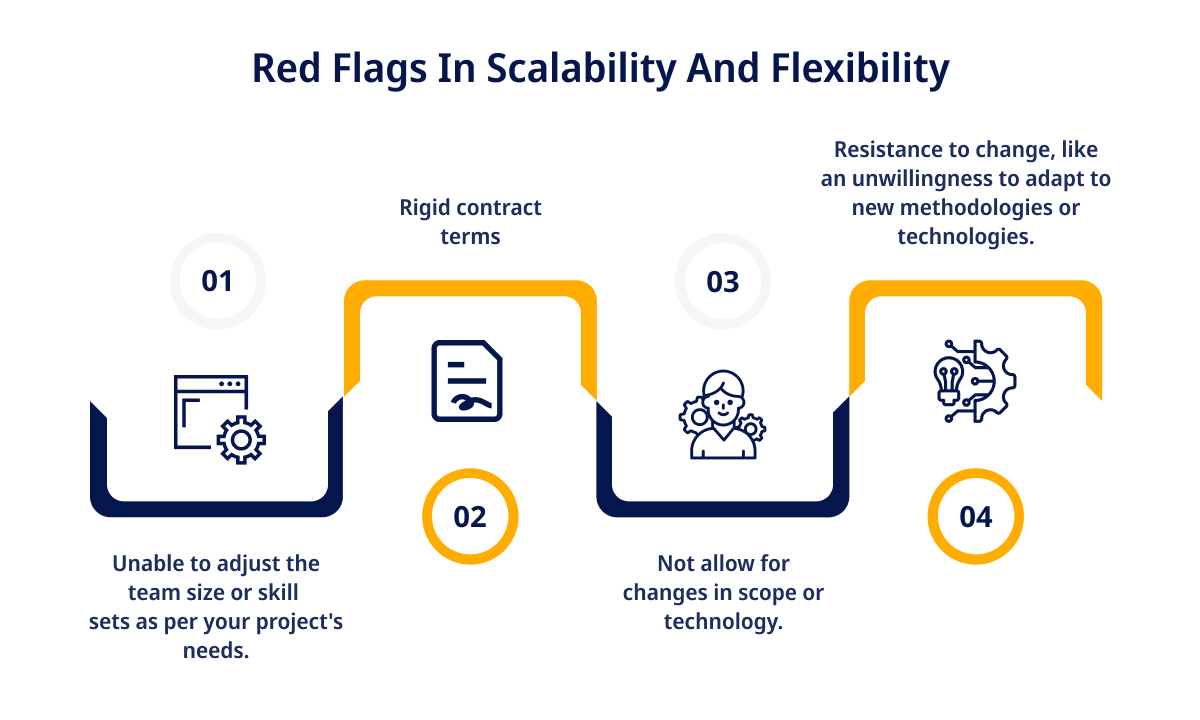 Red Flags In Scalability And Flexibility
01
Unable to adjust the
team size or skill
sets as per your project's
needs.
Rigid contract
terms
02
03
Not allow for
changes in scope or
technology.
Resistance to change, like
an unwillingness to adapt to
new methodologies or
technologies.
04